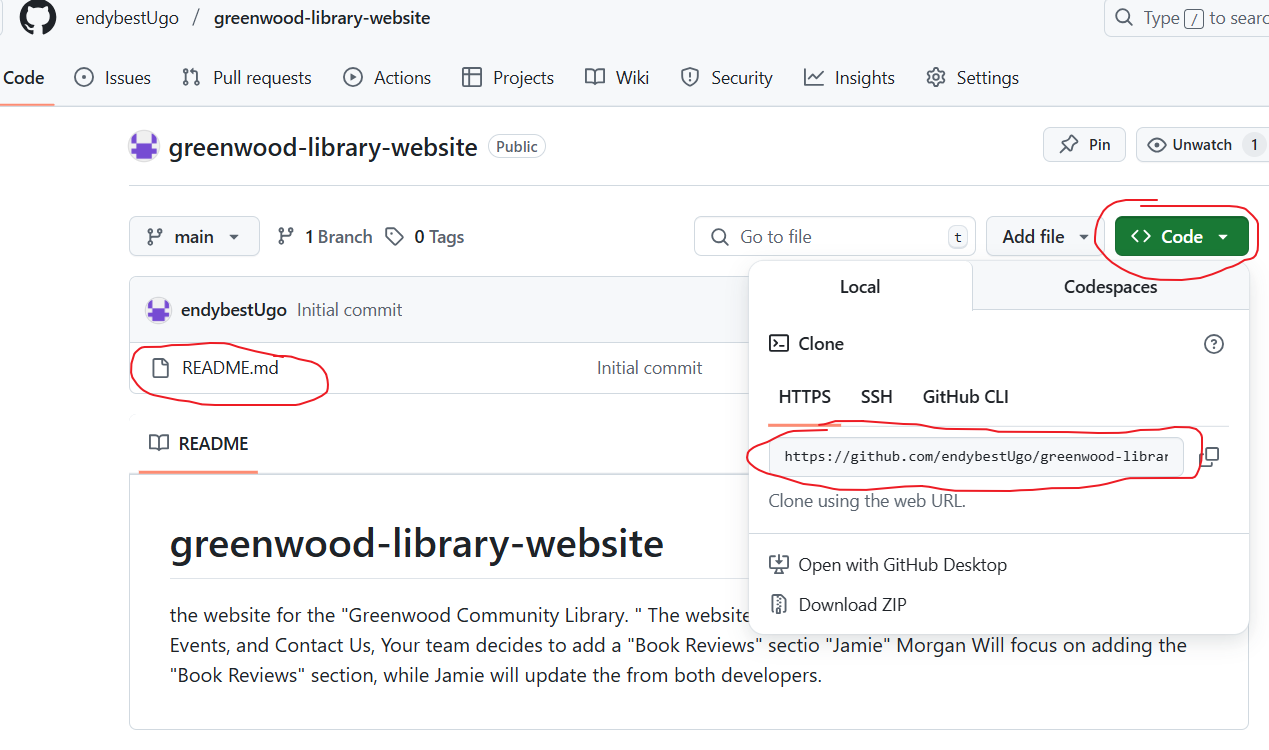 endybestUgo / greenwood-library-website Type / to searc
Code Issues Pull requests Actions Projects Wiki Security Insights Settings
greenwood-library-website Public Pin Unwatch 1
main 1 Branch 0 Tags Go to file t Add file <> Code
Local Codespaces
endybestUgo Initial commit
Clone
README.md Initial commit
HTTPS SSH GitHub CLI
README
https://github.com/endybestUgo/greenwood-librar
Clone using the web URL.
greenwood-library-website
Open with GitHub Desktop
Download ZIP
the website for the "Greenwood Community Library. " The website
Events, and Contact Us, Your team decides to add a "Book Reviews" sectio "Jamie" Morgan Will focus on adding the
"Book Reviews" section, while Jamie will update the from both developers.